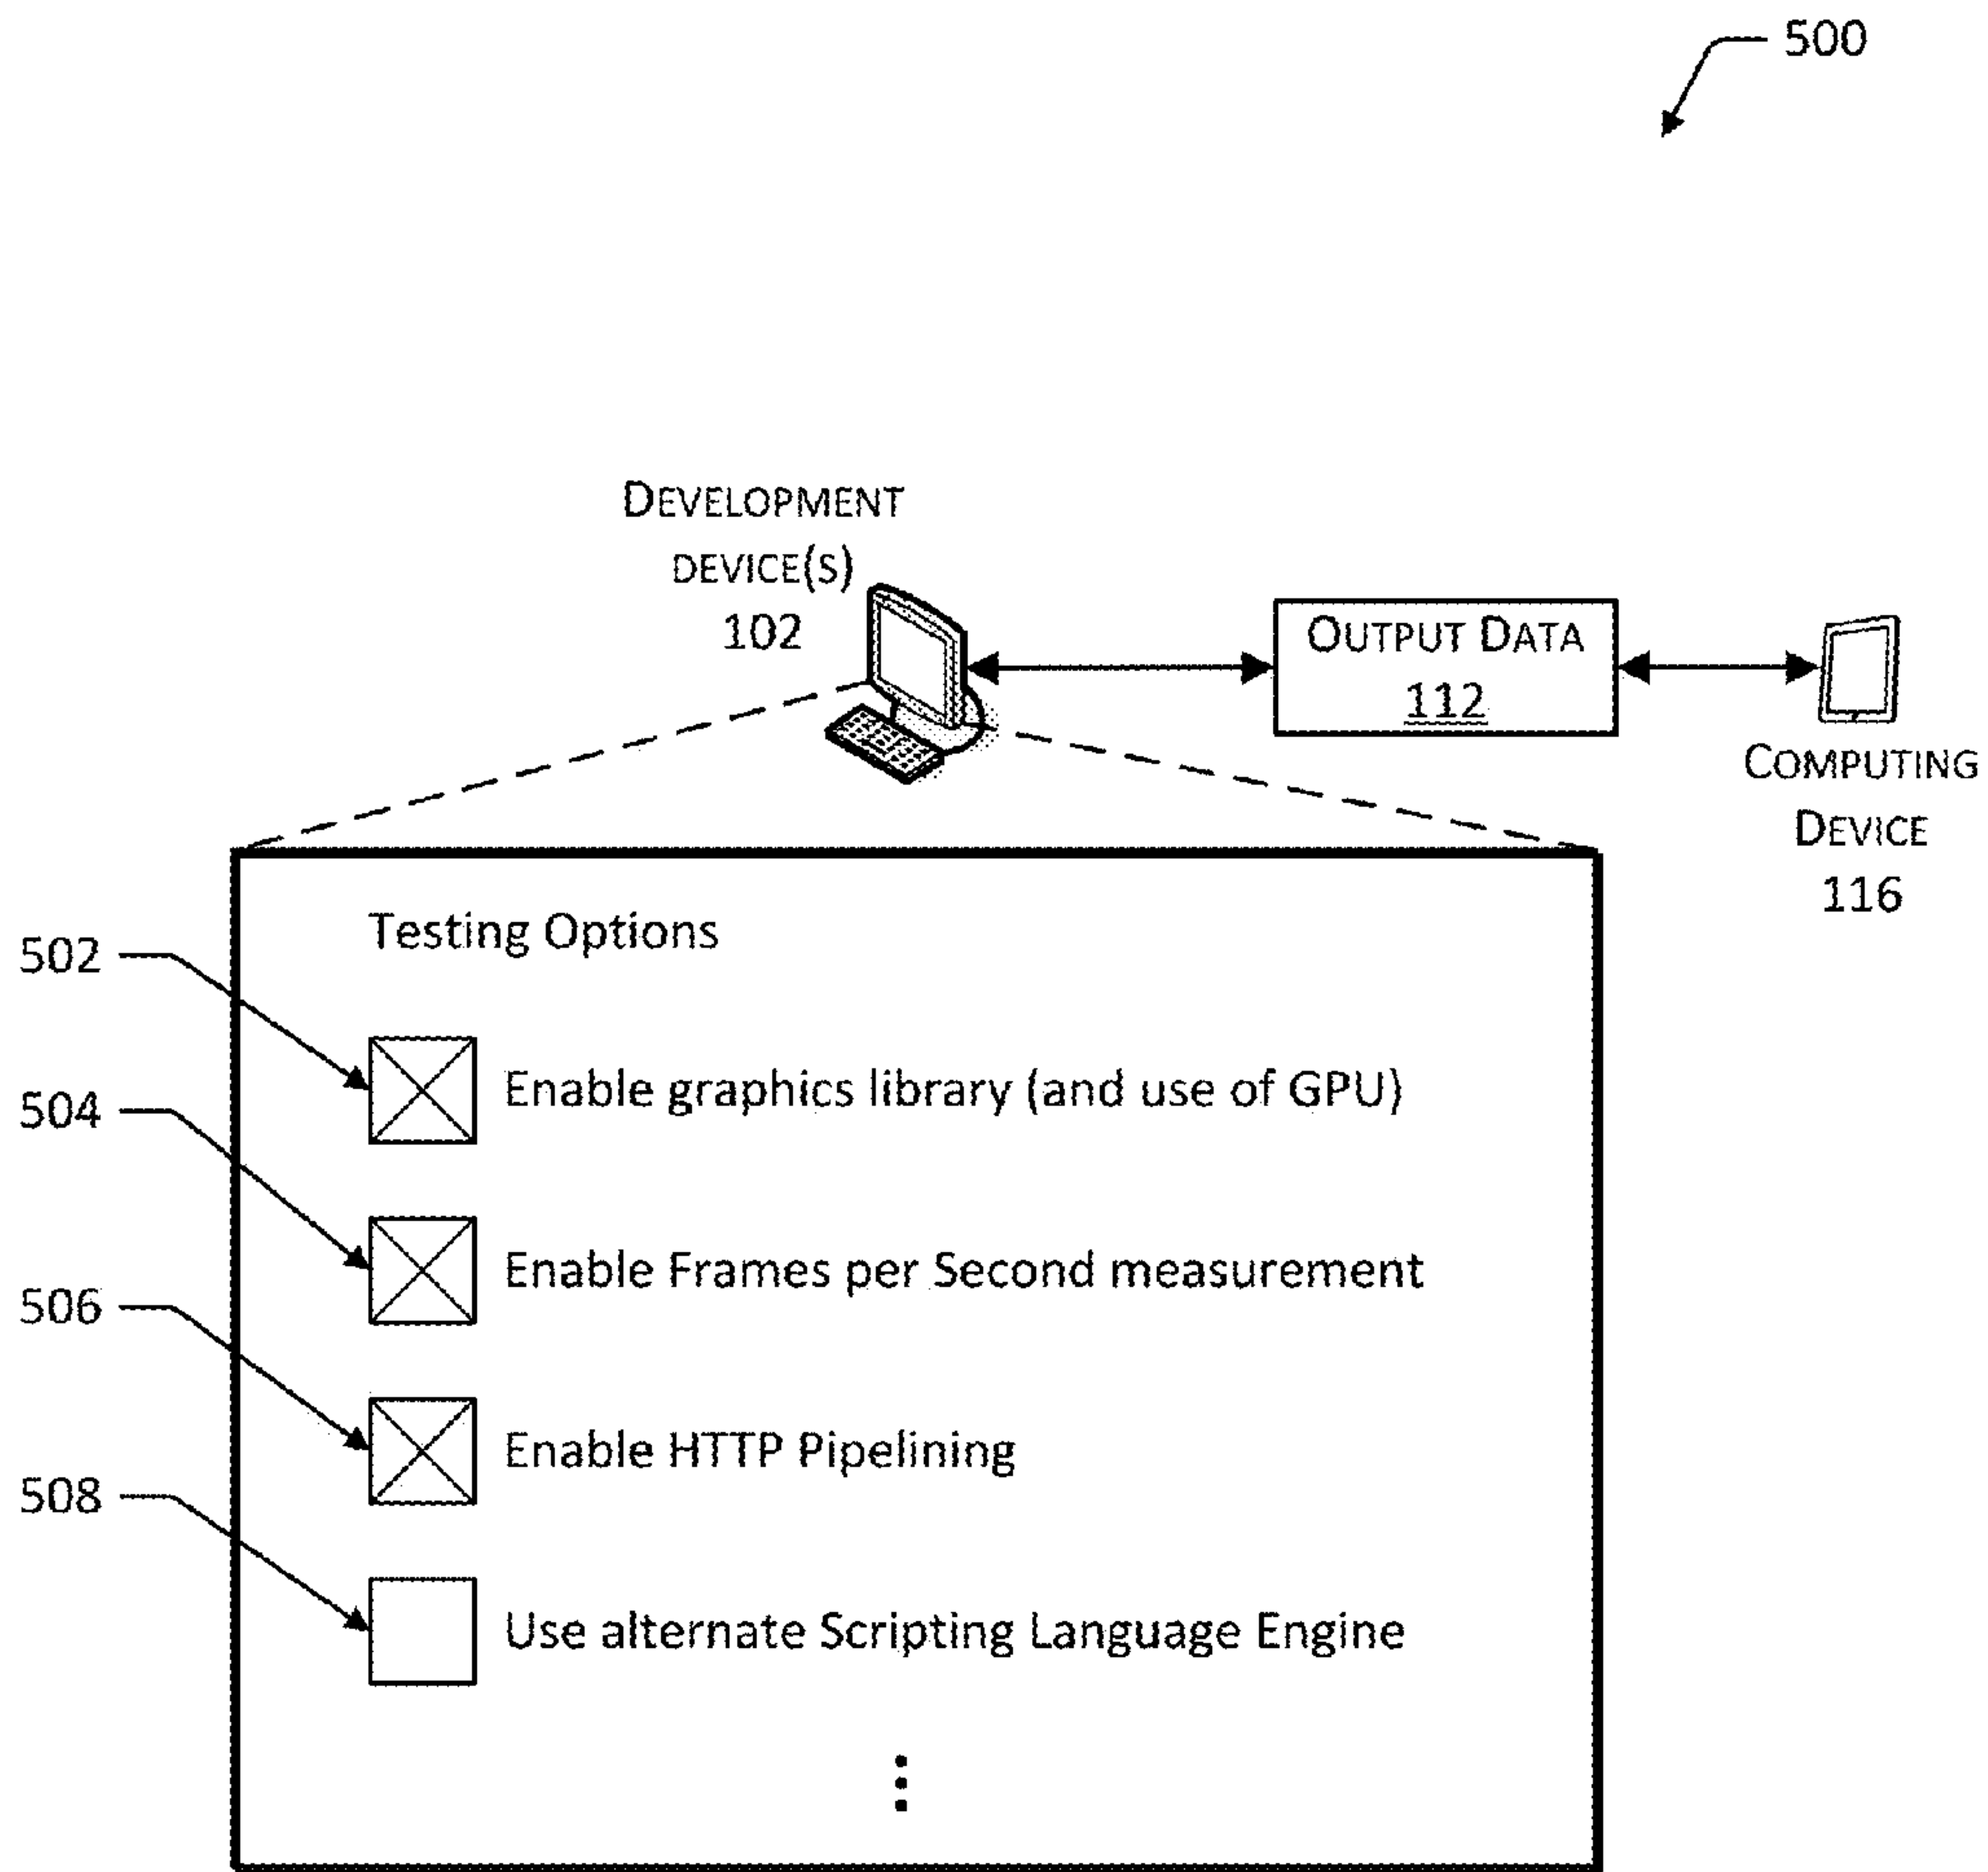 500
DEVELOPMENT
DEVICE(S)
102
OUTPUT DATA
112
COMPUTING
DEVICE
116
Testing Options
502
Enable graphics library (and use of GPU)
504
Enable Frames per Second measurement
506
Enable HTTP Pipelining
508
Use alternate Scripting Language Engine